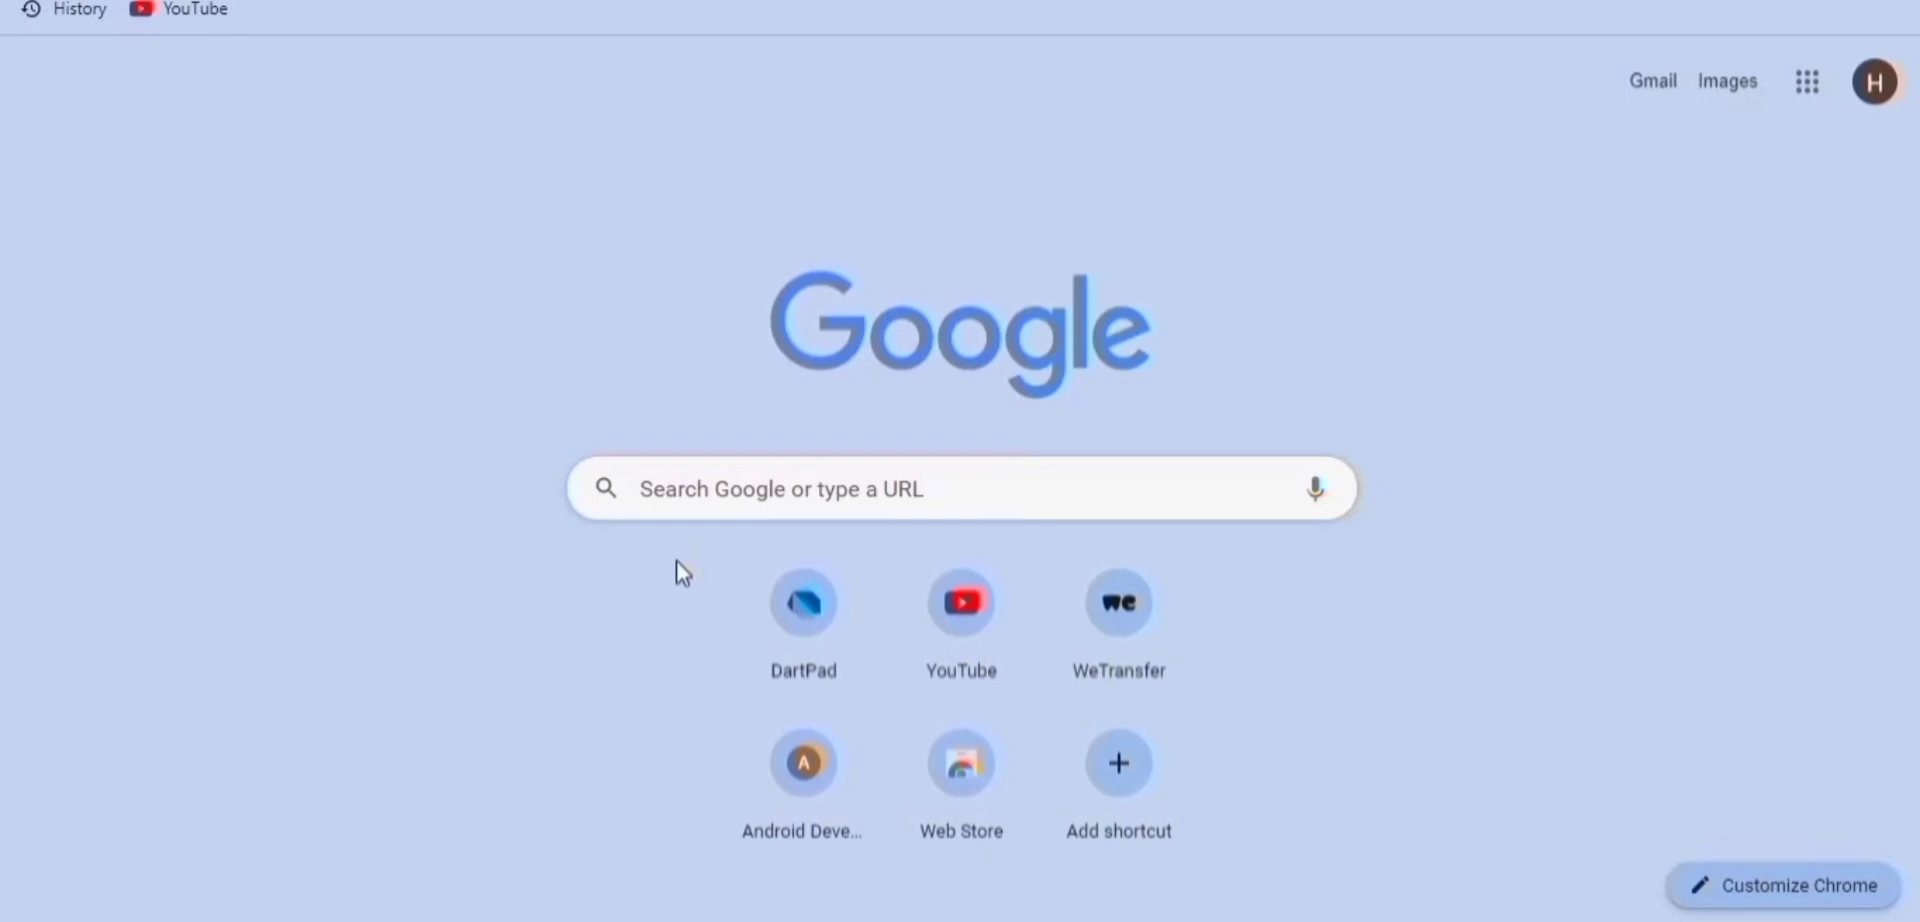 History YouTube
Gmail Images H
Google
Search Google or type a URL
DartPad YouTube WeTransfer
we
A
Android Deve... Web Store Add shortcut
Customize Chrome